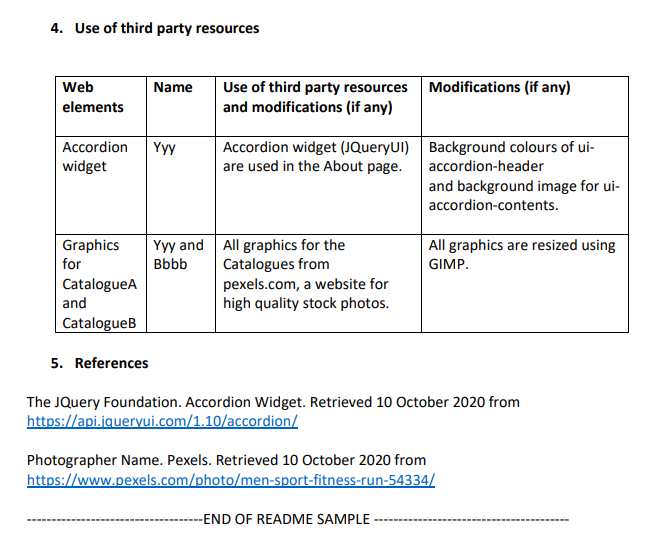 4. Use of third party resources
Web elements
Name
Use of third party resources and modifications (if any)
Modifications (if any)
Accordion widget
Yyy
Accordion widget (JQueryUI) are used in the About page.
Background colours of ui-accordion-header
and background image for ui-accordion-contents.
Graphics for CatalogueA and CatalogueB
Yyy and Bbbb
All graphics for the Catalogues from pexels.com, a website for high quality stock photos.
All graphics are resized using GIMP.
5. References
The JQuery Foundation. Accordion Widget. Retrieved 10 October 2020 from
https://api.jqueryui.com/1.10/accordion/
Photographer Name. Pexels. Retrieved 10 October 2020 from
https://www.pexels.com/photo/men-sport-fitness-run-54334/
------------------------------------END OF README SAMPLE ----------------------------------------